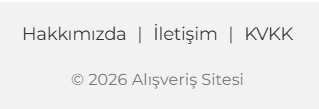 Hakkımızda | İletişim | KVKK
© 2026 Alışveriş Sitesi